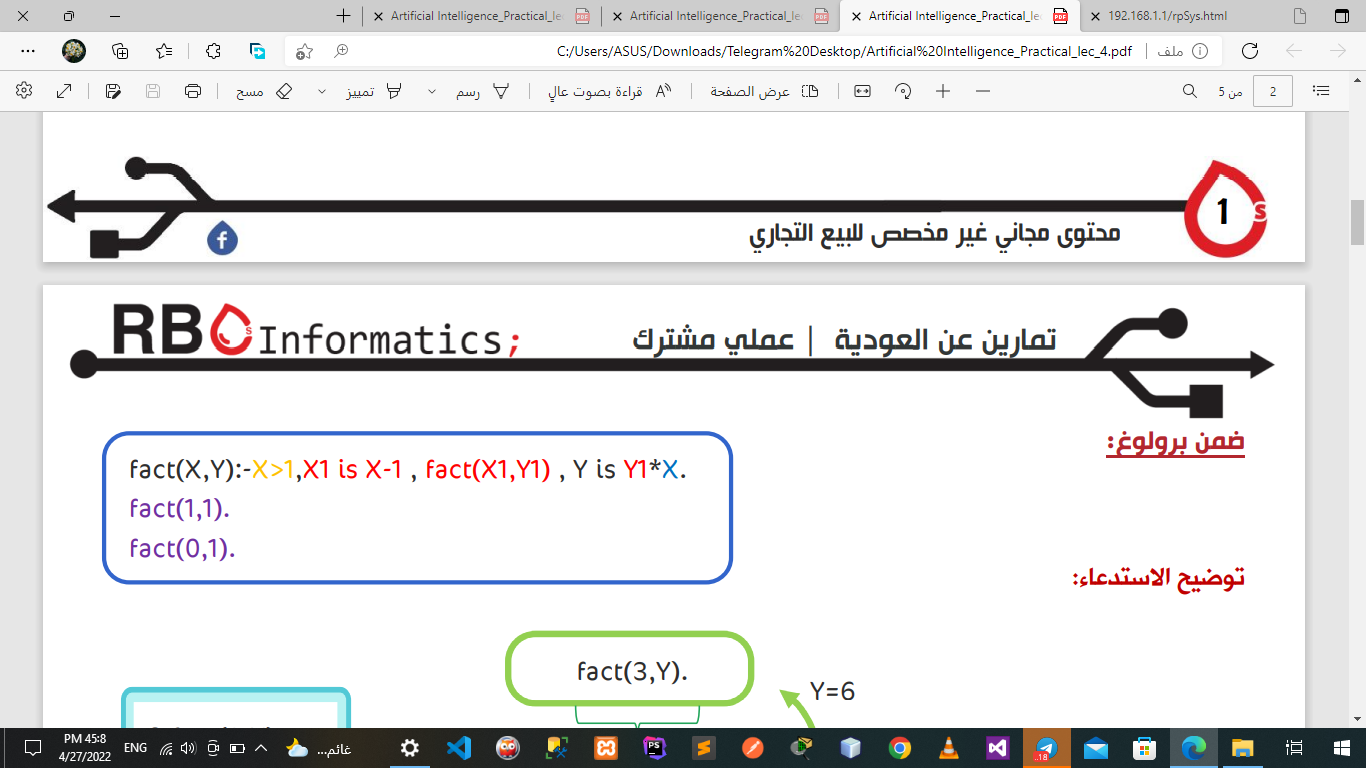 Artificial Intelligence_Practical_le
Artificial Intelligence_Practical_le
Artificial Intelligence_Practical_le
192.168.1.1/rpSys.html
C:/Users/ASUS/Downloads/Telegram%20Desktop/Artificial%20Intelligence_Practical_lec_4.pdf
ملف
مسح
تمييز
رسم
قراءة بصوت عالٍ
عرض الصفحة
من 5
2
1
محتوى مجاني غير مخصص للبيع التجاري
RBCs Informatics;
تمارين عن العودية | عملي مشترك
ضمن برولوغ:
fact(X,Y):-X>1,X1 is X-1 , fact(X1,Y1) , Y is Y1*X.
fact(1,1).
fact(0,1).
توضيح الاستدعاء:
fact(3,Y).
Y=6
PM 45:8
4/27/2022
ENG
غائم...
..18